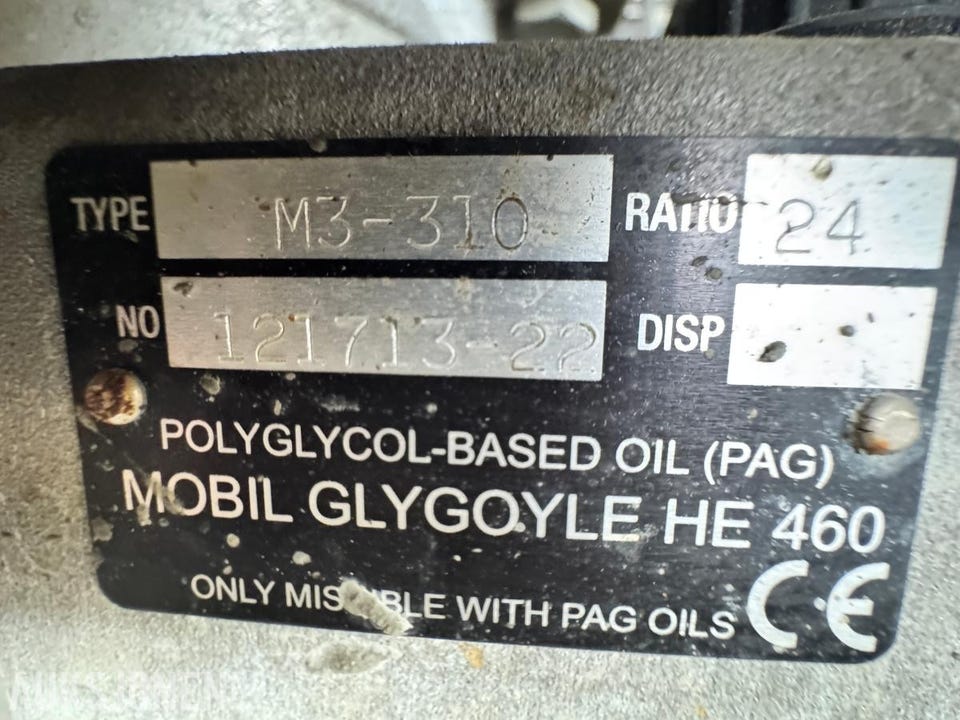 TYPE M3-310 RATIO 24
NO 121713-22 DISP
POLYGLYCOL-BASED OIL (PAG)
MOBIL GLYGOYLE HE 460
ONLY MISCIBLE WITH PAG OILS CE